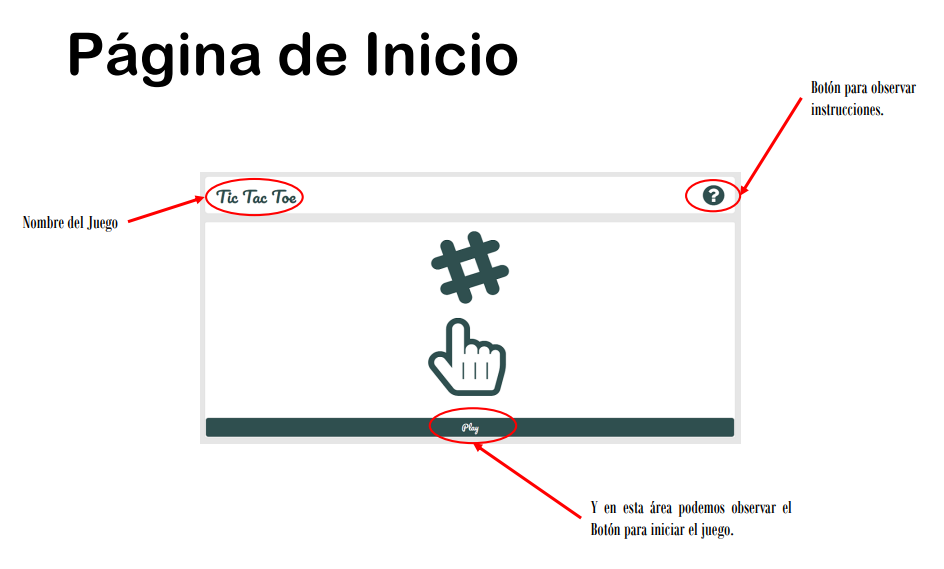 Página de Inicio
Botón para observar
instrucciones.
Tic Tac Toe
?
Nombre del Juego
Play
Y en esta área podemos observar el
Botón para iniciar el juego.